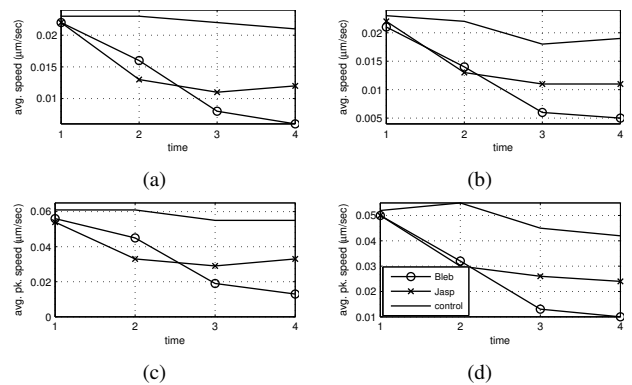 0.02
0.015
0.01
avg. speed (μm/sec)
1 2 3 4
time
(a)
0.02
0.015
0.01
0.005
avg. speed (μm/sec)
1 2 3 4
time
(b)
0.06
0.04
0.02
0
avg. pk. speed (μm/sec)
1 2 3 4
time
(c)
0.05
0.04
0.03
0.02
0.01
avg. pk. speed (μm/sec)
Bleb
Jasp
control
1 2 3 4
time
(d)